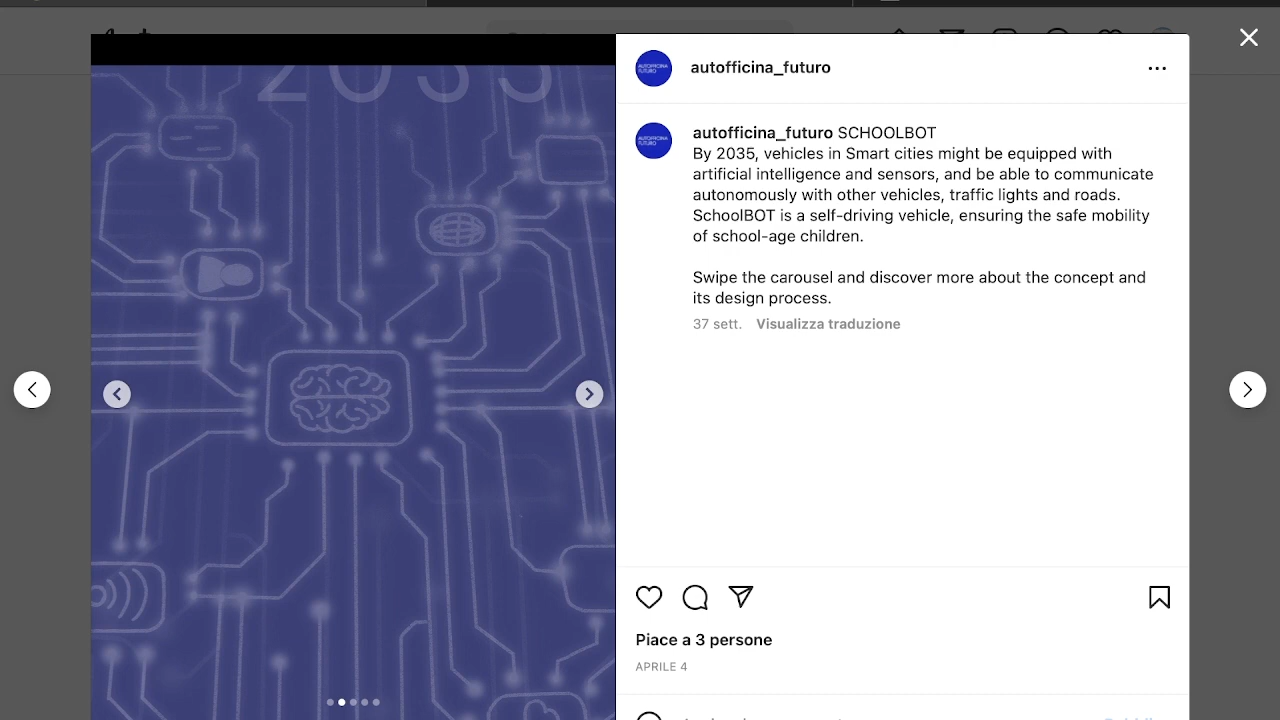 2035
autofficina_futuro
autofficina_futuro SCHOOLBOT
By 2035, vehicles in Smart cities might be equipped with
artificial intelligence and sensors, and be able to communicate
autonomously with other vehicles, traffic lights and roads.
SchoolBOT is a self-driving vehicle, ensuring the safe mobility
of school-age children.
Swipe the carousel and discover more about the concept and
its design process.
37 sett. Visualizza traduzione
Piace a 3 persone
APRILE 4